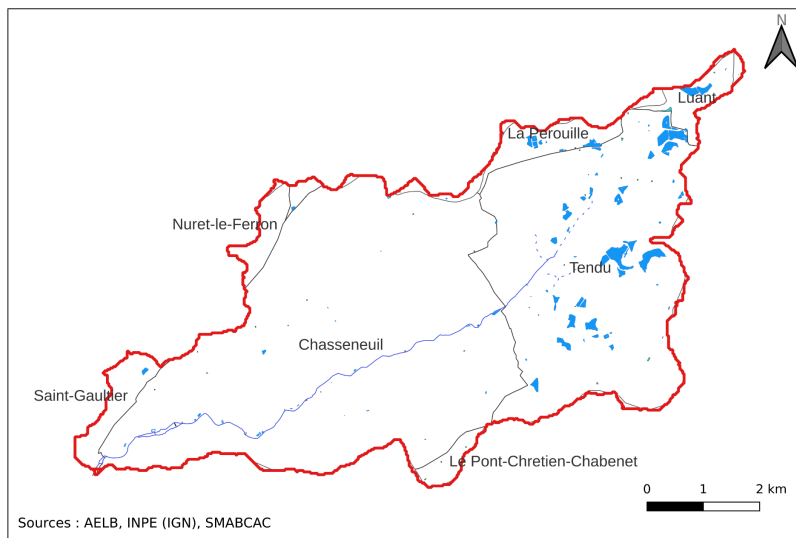 N
Luant
La Perouille
Nuret-le-Ferron
Tendu
Chasseneuil
Saint-Gaultier
Le Pont-Chretien-Chabenet
0 1 2 km
Sources : AELB, INPE (IGN), SMABCAC